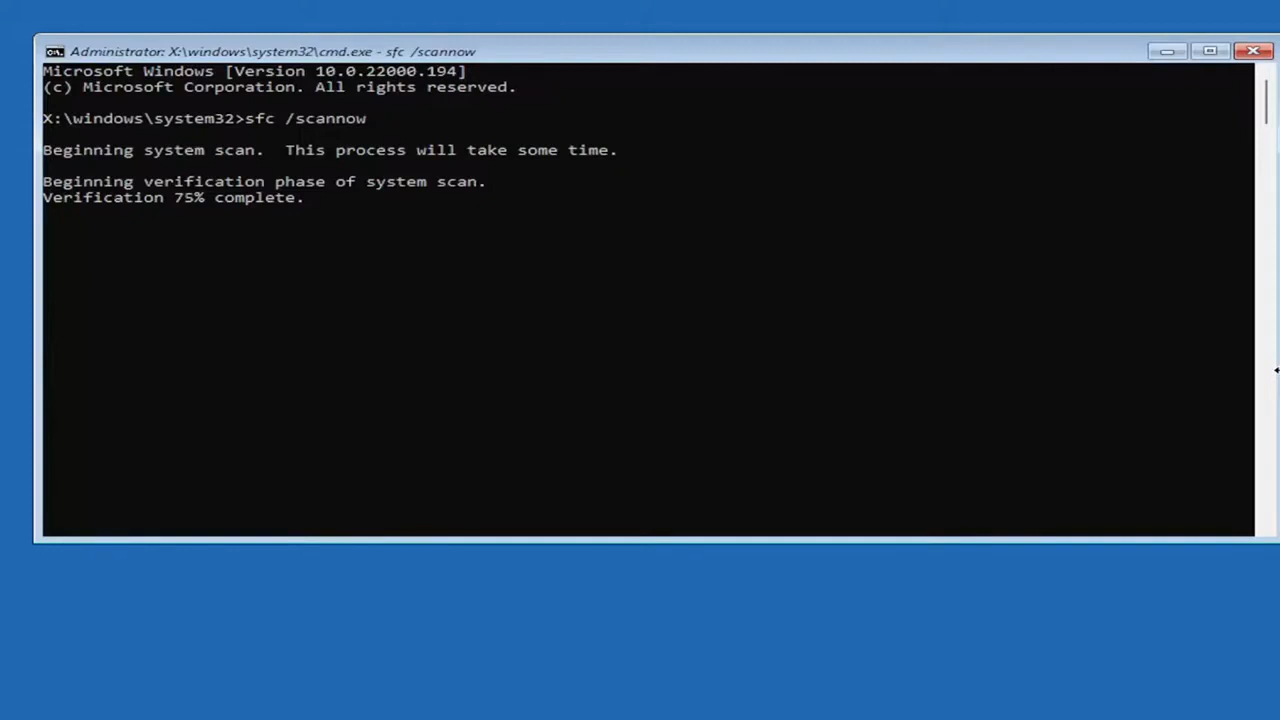 Administrator: X:\windows\system32\cmd.exe - sfc /scannow
Microsoft Windows [Version 10.0.22000.194]
(c) Microsoft Corporation. All rights reserved.
X:\windows\system32>sfc /scannow
Beginning system scan.  This process will take some time.
Beginning verification phase of system scan.
Verification 75% complete.